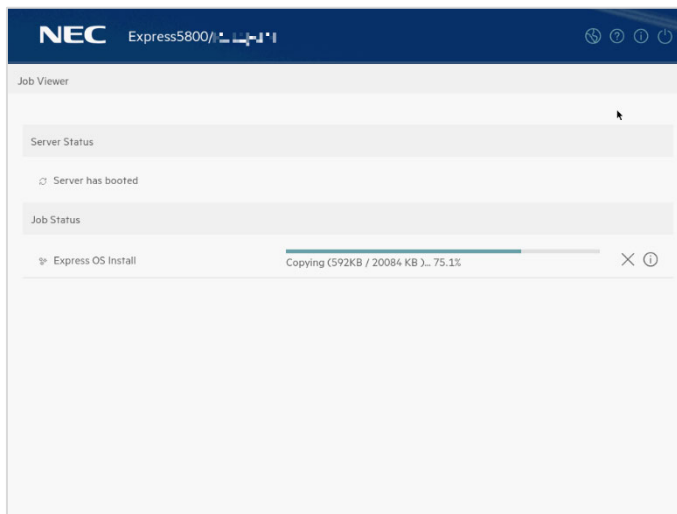 NEC Express5800/
Job Viewer
Server Status
Server has booted
Job Status
Express OS Install
Copying (592KB / 20084 KB )... 75.1%